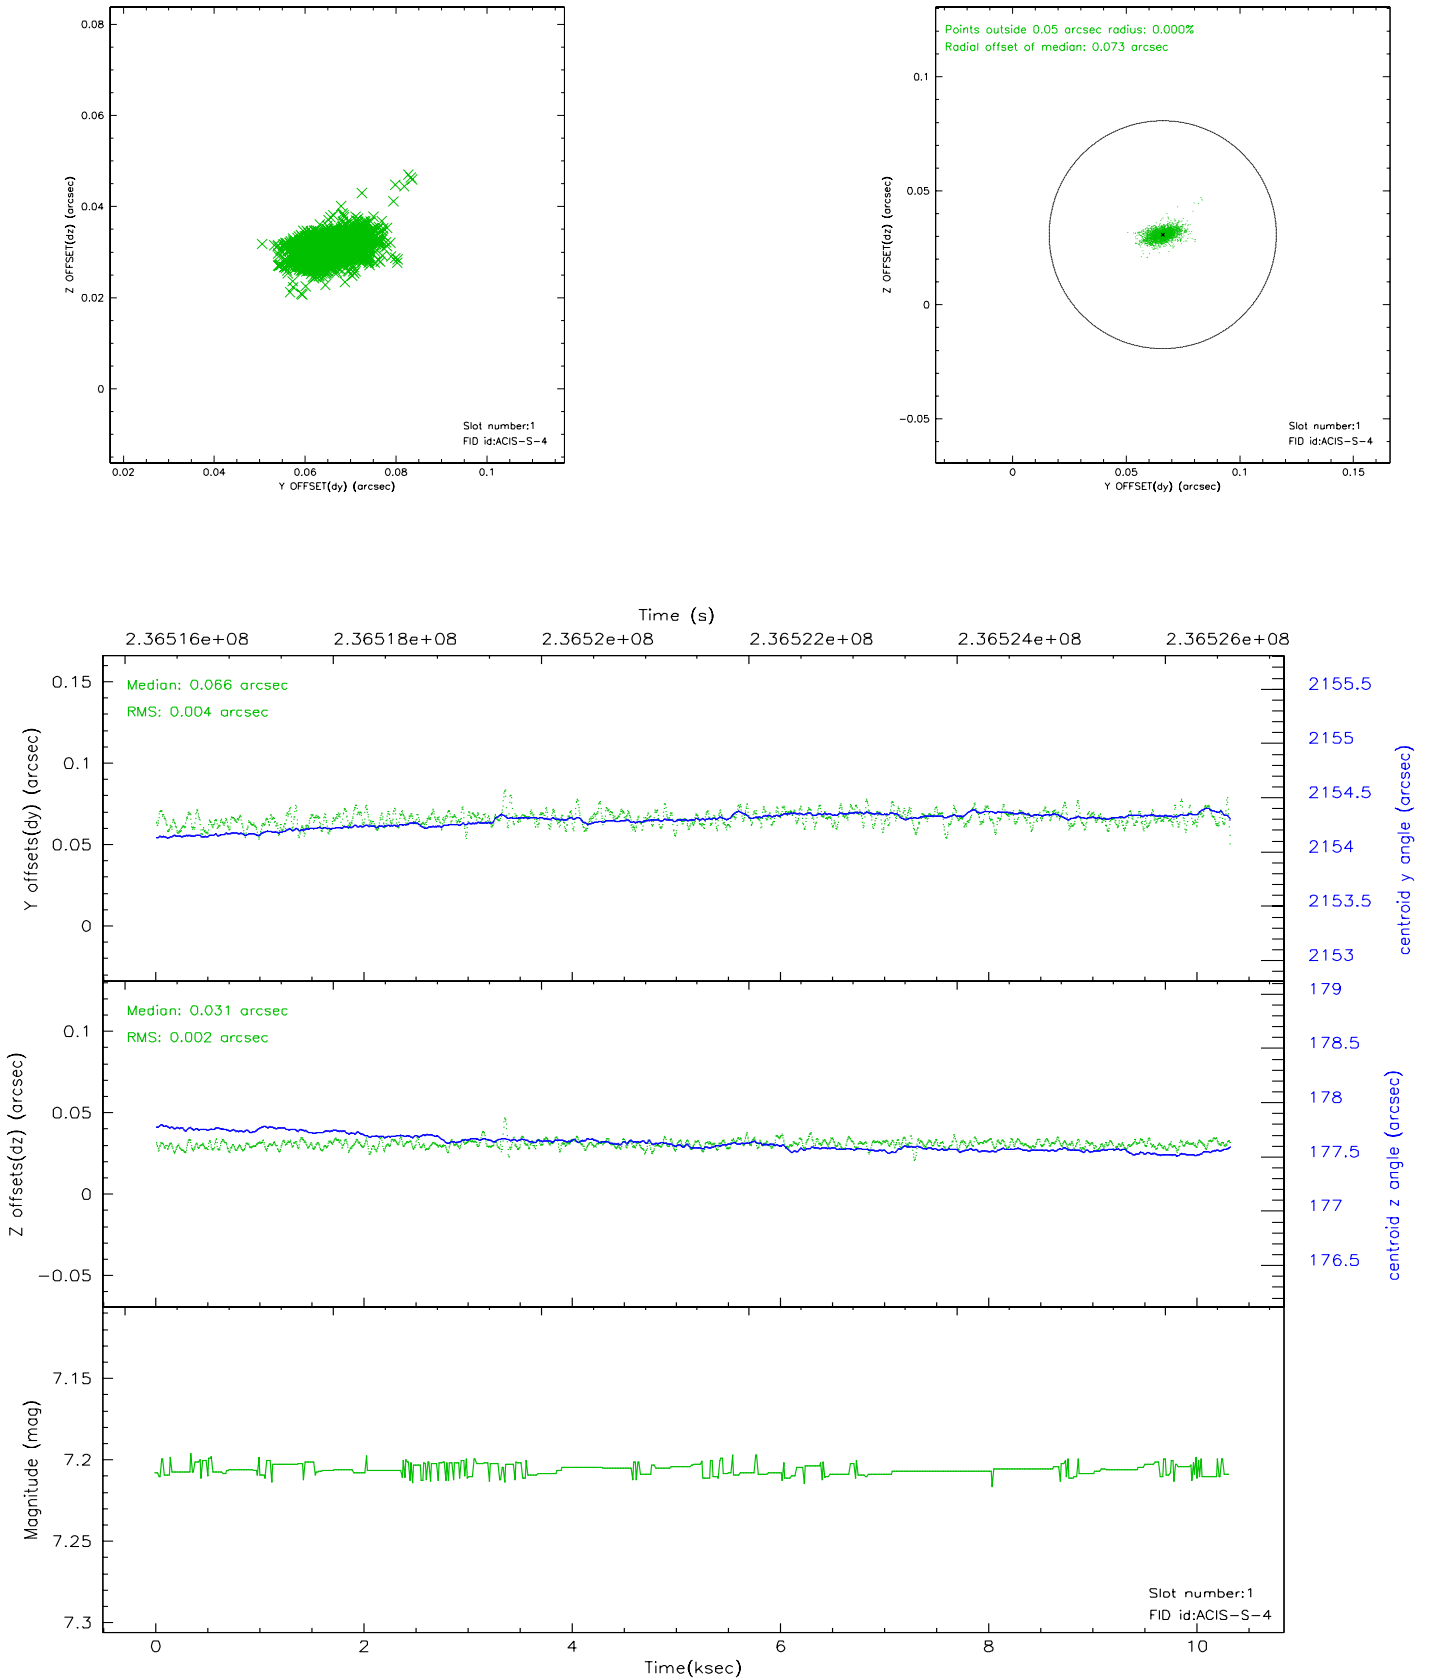 0.08
0.06
0.04
0.02
0
Z OFFSET(dz) (arcsec)
Slot number:1
FID id:ACIS-S-4
0.02 0.04 0.06 0.08 0.1
Y OFFSET(dy) (arcsec)
Points outside 0.05 arcsec radius: 0.000%
Radial offset of median: 0.073 arcsec
0.1
0.05
0
-0.05
Z OFFSET(dz) (arcsec)
Slot number:1
FID id:ACIS-S-4
0 0.05 0.1 0.15
Y OFFSET(dy) (arcsec)
Time (s)
2.36516e+08 2.36518e+08 2.3652e+08 2.36522e+08 2.36524e+08 2.36526e+08
Median: 0.066 arcsec
RMS: 0.004 arcsec
0.15
0.1
0.05
0
Y offsets(dy) (arcsec)
2155.5
2155
2154.5
2154
2153.5
2153
centroid y angle (arcsec)
Median: 0.031 arcsec
RMS: 0.002 arcsec
0.1
0.05
0
-0.05
Z offsets(dz) (arcsec)
179
178.5
178
177.5
177
176.5
centroid z angle (arcsec)
7.15
7.2
7.25
7.3
Magnitude (mag)
Slot number:1
FID id:ACIS-S-4
0 2 4 6 8 10
Time(ksec)